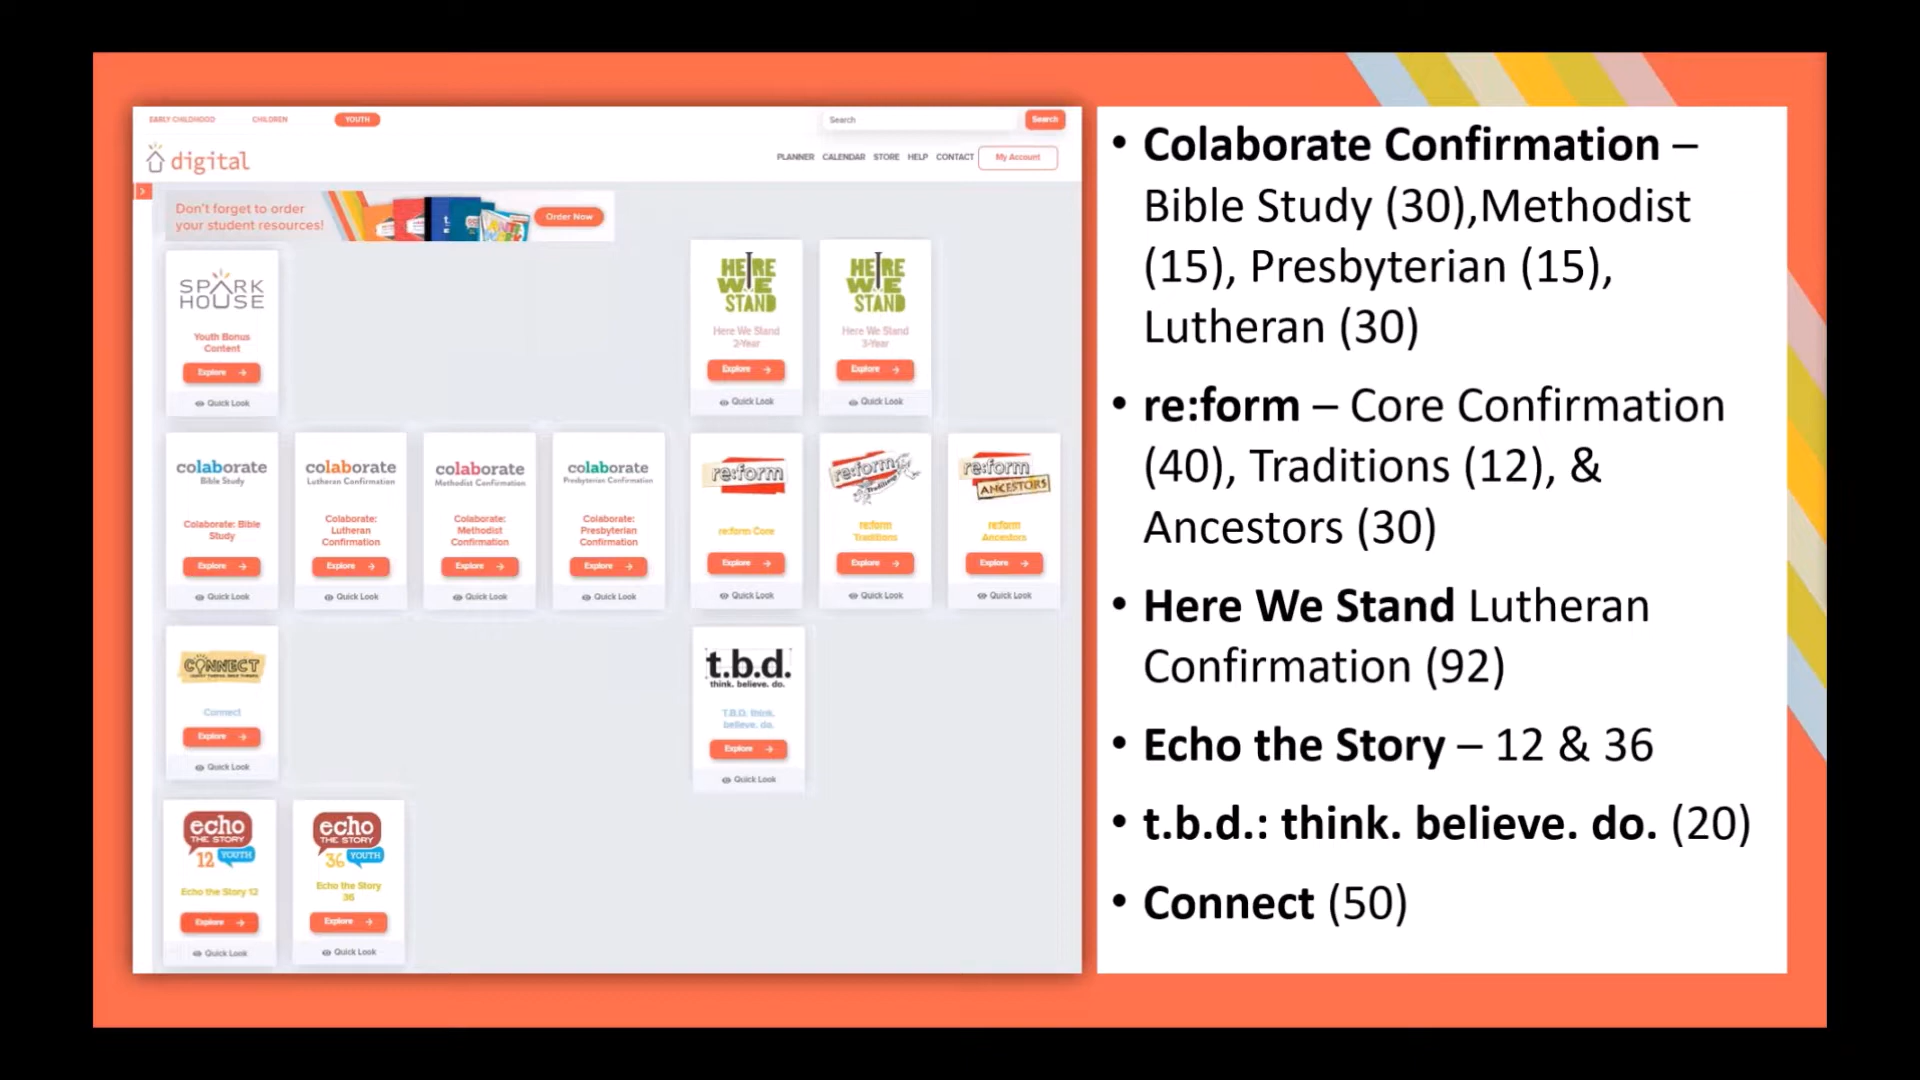 EARLY CHILDHOOD CHILDREN YOUTH Search Search
digital PLANNER CALENDAR STORE HELP CONTACT My Account
Don't forget to order
your student resources! Order Now
SPARK
HOUSE
Youth Bonus
Content
Explore
Quick Look
HERE
WE
STAND
Here We Stand
2-Year
Explore
Quick Look
HERE
WE
STAND
Here We Stand
3-Year
Explore
Quick Look
colaborate
Bible Study
Colaborate: Bible
Study
Explore
Quick Look
colaborate
Lutheran Confirmation
Colaborate:
Lutheran
Confirmation
Explore
Quick Look
colaborate
Methodist Confirmation
Colaborate:
Methodist
Confirmation
Explore
Quick Look
colaborate
Presbyterian Confirmation
Colaborate:
Presbyterian
Confirmation
Explore
Quick Look
re:form
re:form Core
Explore
Quick Look
re:form
Traditions
re:form
Traditions
Explore
Quick Look
re:form
ANCESTORS
re:form
Ancestors
Explore
Quick Look
CONNECT
Connect
Explore
Quick Look
t.b.d.
think. believe. do.
T.B.D. think.
believe. do.
Explore
Quick Look
echo
THE STORY
12 YOUTH
Echo the Story 12
Explore
Quick Look
echo
THE STORY
36 YOUTH
Echo the Story
36
Explore
Quick Look
• Colaborate Confirmation –
Bible Study (30),Methodist
(15), Presbyterian (15),
Lutheran (30)
• re:form – Core Confirmation
(40), Traditions (12), &
Ancestors (30)
• Here We Stand Lutheran
Confirmation (92)
• Echo the Story – 12 & 36
• t.b.d.: think. believe. do. (20)
• Connect (50)